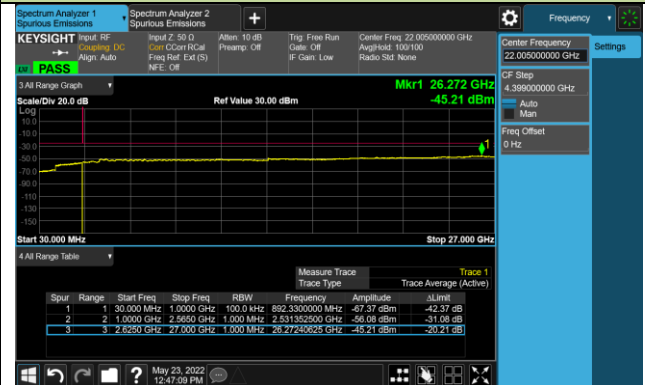 Spectrum Analyzer 1
Spurious Emissions
Spectrum Analyzer 2
Spurious Emissions
Frequency
KEYSIGHT
Input: RF
Coupling: DC
Align: Auto
Input Z: 50 Ω
Corr CCorr RCal
Freq Ref: Ext (S)
NFE: Off
Atten: 10 dB
Preamp: Off
Trig: Free Run
Gate: Off
IF Gain: Low
Center Freq: 22.005000000 GHz
Avg|Hold: 100/100
Radio Std: None
PASS
Center Frequency
22.005000000 GHz
Settings
CF Step
4.399000000 GHz
Auto
Man
Freq Offset
0 Hz
3 All Range Graph
Mkr1 26.272 GHz
Scale/Div 20.0 dB
Ref Value 30.00 dBm
-45.21 dBm
Log
10.0
-10.0
-30.0
-50.0
-70.0
-90.0
-110
-130
-150
1
Start 30.000 MHz
Stop 27.000 GHz
4 All Range Table
Measure Trace Trace 1
Trace Type Trace Average (Active)
Spur Range Start Freq Stop Freq RBW Frequency Amplitude ΔLimit
1 1 30.000 MHz 1.0000 GHz 100.0 kHz 892.3300000 MHz -67.37 dBm -42.37 dB
2 2 1.0000 GHz 2.5650 GHz 1.000 MHz 2.531352500 GHz -56.08 dBm -31.08 dB
3 3 2.6250 GHz 27.000 GHz 1.000 MHz 26.27240625 GHz -45.21 dBm -20.21 dB
May 23, 2022
12:47:09 PM